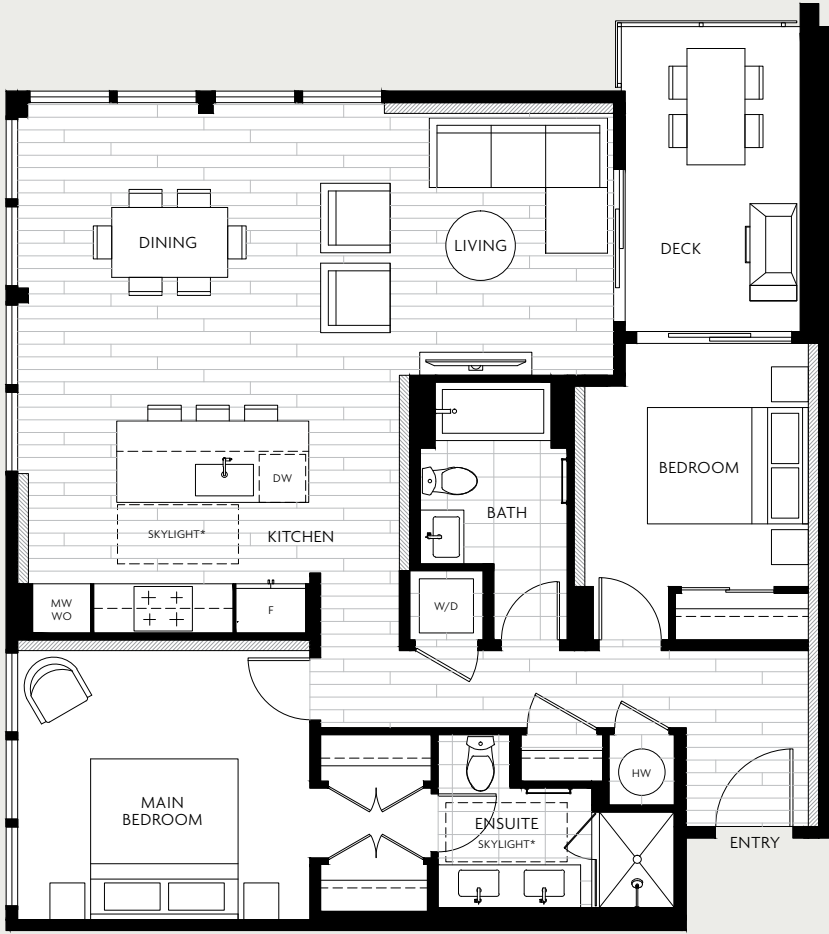 DINING
LIVING
DECK
BEDROOM
DW
BATH
SKYLIGHT*
KITCHEN
MW
WO
F
W/D
HW
MAIN
BEDROOM
ENSUITE
SKYLIGHT*
ENTRY